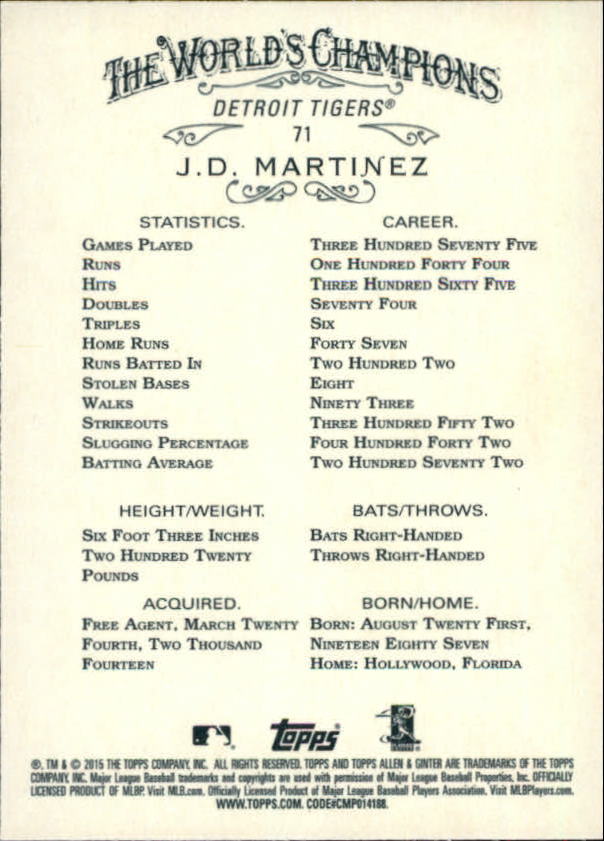 THE WORLD'S CHAMPIONS
DETROIT TIGERS®
71
J.D. MARTINEZ
STATISTICS. CAREER.
GAMES PLAYED THREE HUNDRED SEVENTY FIVE
RUNS ONE HUNDRED FORTY FOUR
HITS THREE HUNDRED SIXTY FIVE
DOUBLES SEVENTY FOUR
TRIPLES SIX
HOME RUNS FORTY SEVEN
RUNS BATTED IN TWO HUNDRED TWO
STOLEN BASES EIGHT
WALKS NINETY THREE
STRIKEOUTS THREE HUNDRED FIFTY TWO
SLUGGING PERCENTAGE FOUR HUNDRED FORTY TWO
BATTING AVERAGE TWO HUNDRED SEVENTY TWO
HEIGHT/WEIGHT. BATS/THROWS.
SIX FOOT THREE INCHES BATS RIGHT-HANDED
TWO HUNDRED TWENTY THROWS RIGHT-HANDED
POUNDS
ACQUIRED. BORN/HOME.
FREE AGENT, MARCH TWENTY BORN: AUGUST TWENTY FIRST,
FOURTH, TWO THOUSAND NINETEEN EIGHTY SEVEN
FOURTEEN HOME: HOLLYWOOD, FLORIDA
topps
®, TM & © 2015 THE TOPPS COMPANY, INC. ALL RIGHTS RESERVED. TOPPS AND TOPPS ALLEN & GINTER ARE TRADEMARKS OF THE TOPPS
COMPANY, INC. Major League Baseball trademarks and copyrights are used with permission of Major League Baseball Properties, Inc. OFFICIALLY
LICENSED PRODUCT OF MLBP. Visit MLB.com. Officially Licensed Product of Major League Baseball Players Association. Visit MLBPlayers.com.
WWW.TOPPS.COM. CODE#CMP014188.